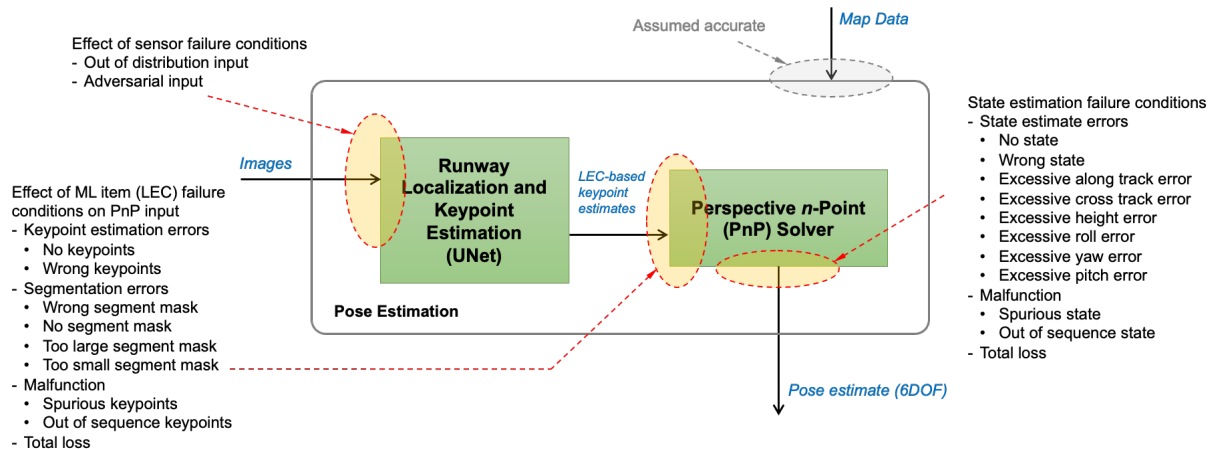 Map Data
Assumed accurate
Effect of sensor failure conditions
- Out of distribution input
- Adversarial input
Images
Runway
Localization and
Keypoint
Estimation
(UNet)
LEC-based
keypoint
estimates
Perspective n-Point
(PnP) Solver
Pose Estimation
Pose estimate (6DOF)
Effect of ML item (LEC) failure
conditions on PnP input
- Keypoint estimation errors
• No keypoints
• Wrong keypoints
- Segmentation errors
• Wrong segment mask
• No segment mask
• Too large segment mask
• Too small segment mask
- Malfunction
• Spurious keypoints
• Out of sequence keypoints
- Total loss
State estimation failure conditions
- State estimate errors
• No state
• Wrong state
• Excessive along track error
• Excessive cross track error
• Excessive height error
• Excessive roll error
• Excessive yaw error
• Excessive pitch error
- Malfunction
• Spurious state
• Out of sequence state
- Total loss